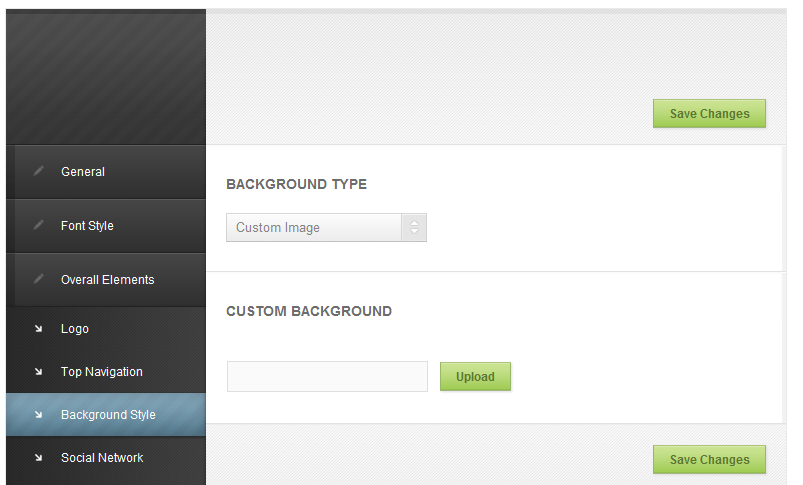 Save Changes
General
Font Style
Overall Elements
Logo
Top Navigation
Background Style
Social Network
BACKGROUND TYPE
Custom Image
CUSTOM BACKGROUND
Upload
Save Changes